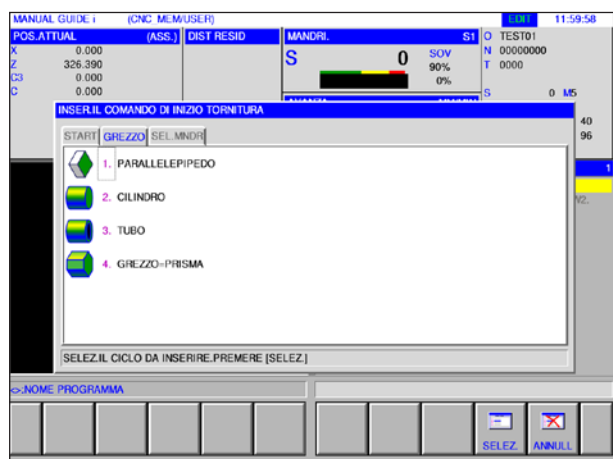 MANUAL GUIDE i (CNC MEM/USER) EDIT 11:59:58
POS.ATTUAL (ASS.) DIST RESID MANDRI. S1 O TEST01
X 0.000 S 0 SOV N 00000000
Z 326.390 90% T 0000
C3 0.000 0%
C 0.000 S 0 M5
INSER.IL COMANDO DI INIZIO TORNITURA
40
START GREZZO SEL.MNDR 96
1. PARALLELEPIPEDO 1
2. CILINDRO
3. TUBO
4. GREZZO=PRISMA
SELEZ.IL CICLO DA INSERIRE.PREMERE [SELEZ.]
<>:NOME PROGRAMMA
SELEZ. ANNULL